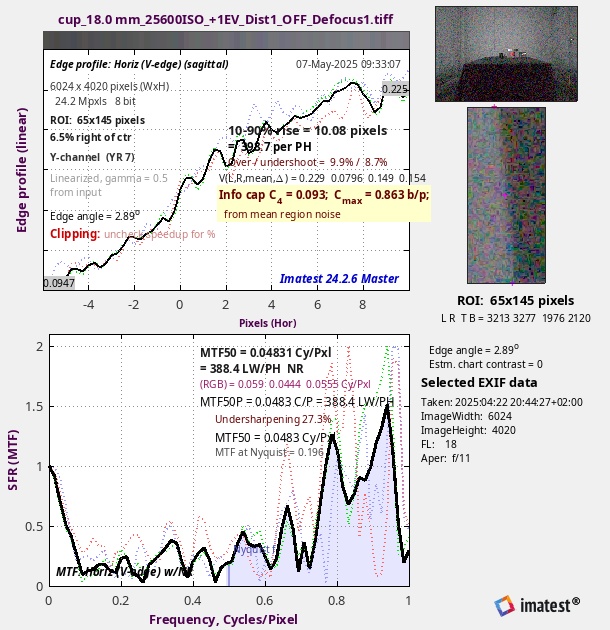 cup_18.0 mm_25600ISO_+1EV_Dist1_OFF_Defocus1.tiff
Edge profile: Horiz (V-edge) (sagittal)
07-May-2025 09:33:07
6024 x 4020 pixels (WxH)
24.2 Mpxls 8 bit
ROI: 65x145 pixels
6.5% right of ctr
Y-channel (YR 7)
Linearized, gamma = 0.5
from input
Edge angle = 2.89º
Clipping: uncheck speedup for %
0.225
10-90% rise = 10.08 pixels
= 398.7 per PH
Over-/undershoot = 9.9% / 8.7%
V(L,R,mean,Δ) = 0.229 0.0796 0.149 0.154
Info cap C4 = 0.093; Cmax = 0.863 b/p;
from mean region noise
Imatest 24.2.6 Master
0.0947
Edge profile (linear)
-4 -2 0 2 4 6 8
Pixels (Hor)
ROI: 65x145 pixels
L R T B = 3213 3277 1976 2120
Edge angle = 2.89º
Estm. chart contrast = 0
Selected EXIF data
Taken: 2025:04:22 20:44:27+02:00
ImageWidth: 6024
ImageHeight: 4020
FL: 18
Aper: f/11
MTF50 = 0.04831 Cy/Pxl
= 388.4 LW/PH NR
(RGB) = 0.059 0.0444 0.0555 Cy/Pxl
MTF50P = 0.0483 C/P = 388.4 LW/PH
Undersharpening 27.3%
MTF50 = 0.0483 Cy/P
MTF at Nyquist = 0.196
Nyquist f
MTF: Horiz (V-edge) w/NR
SFR (MTF)
2
1.5
1
0.5
0
0 0.2 0.4 0.6 0.8 1
Frequency, Cycles/Pixel
imatest®